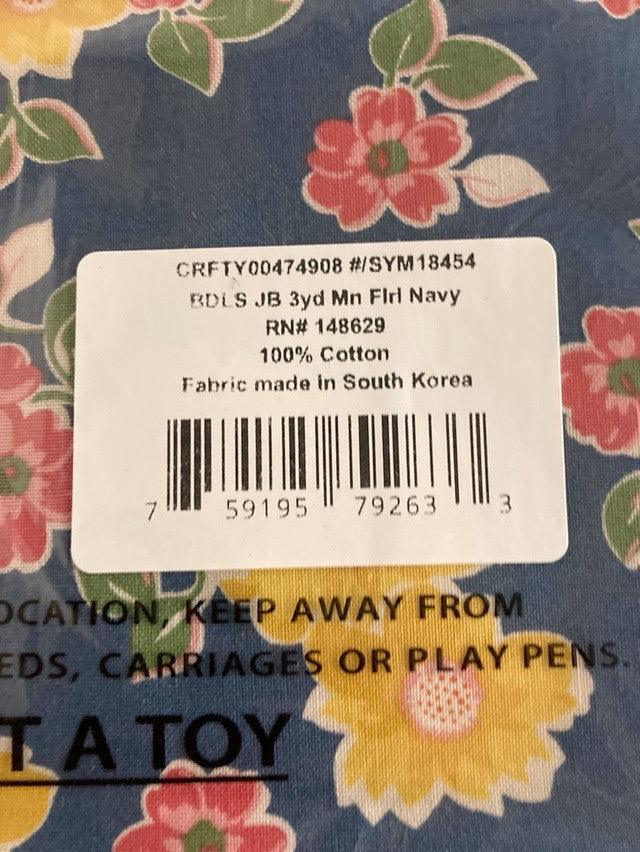 CRFTY00474908 #/SYM18454
BDLS JB 3yd Mn Flrl Navy
RN# 148629
100% Cotton
Fabric made in South Korea
7 59195 79263 3
OCATION, KEEP AWAY FROM
EDS, CARRIAGES OR PLAY PENS.
T A TOY